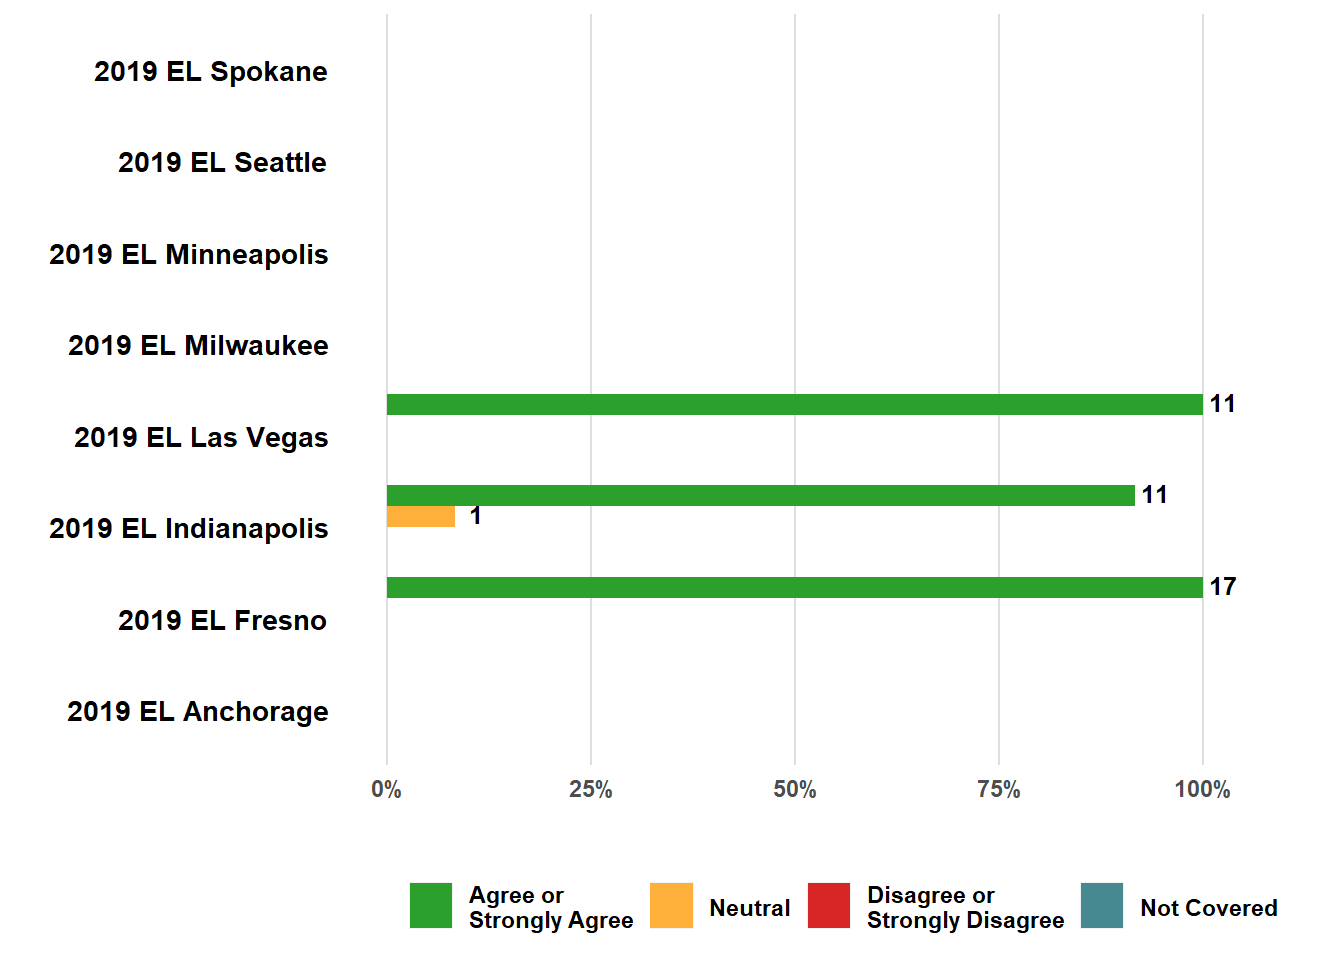 2019 EL Spokane
2019 EL Seattle
2019 EL Minneapolis
2019 EL Milwaukee
11
2019 EL Las Vegas
11
1
2019 EL Indianapolis
17
2019 EL Fresno
2019 EL Anchorage
0% 25% 50% 75% 100%
Agree or
Strongly Agree
Neutral
Disagree or
Strongly Disagree
Not Covered